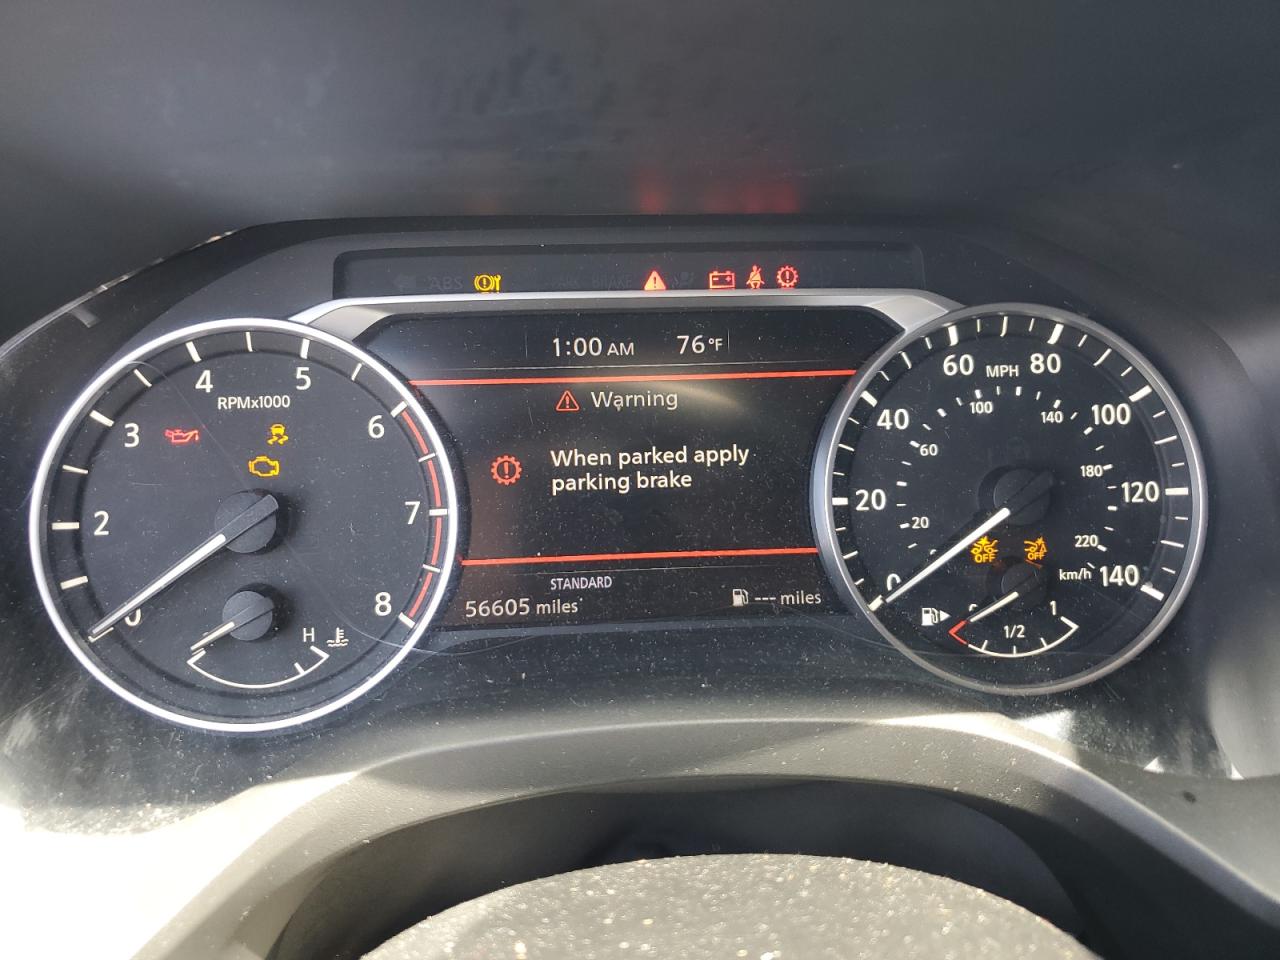 ABS
BRAKE
1:00 AM 76°F
Warning
When parked apply
parking brake
STANDARD
56605 miles
--- miles
0
2
3
4
5
6
7
8
RPMx1000
H
0
20
40
60
MPH
80
100
120
140
20
60
100
140
180
220
km/h
OFF
OFF
0
1/2
1